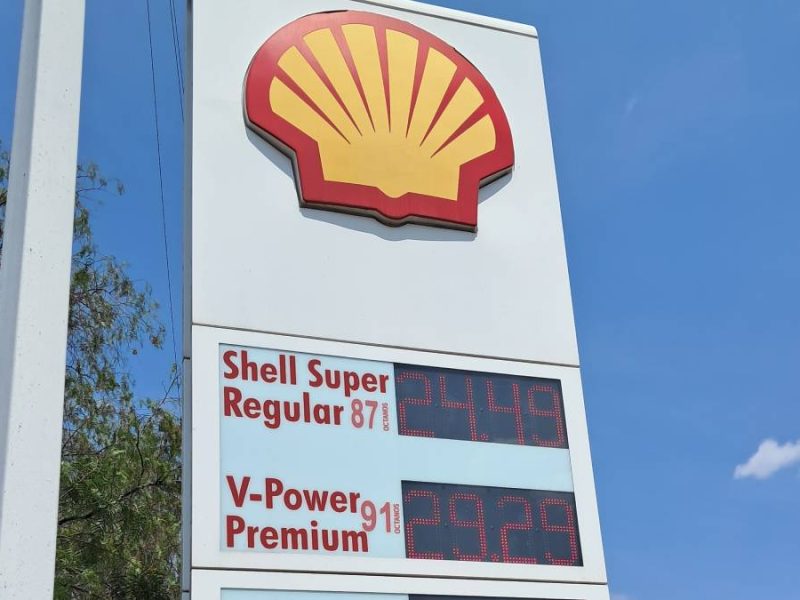 Shell Super
Regular 87 OCTANOS
24.49
V-Power
Premium 91 OCTANOS
29.29